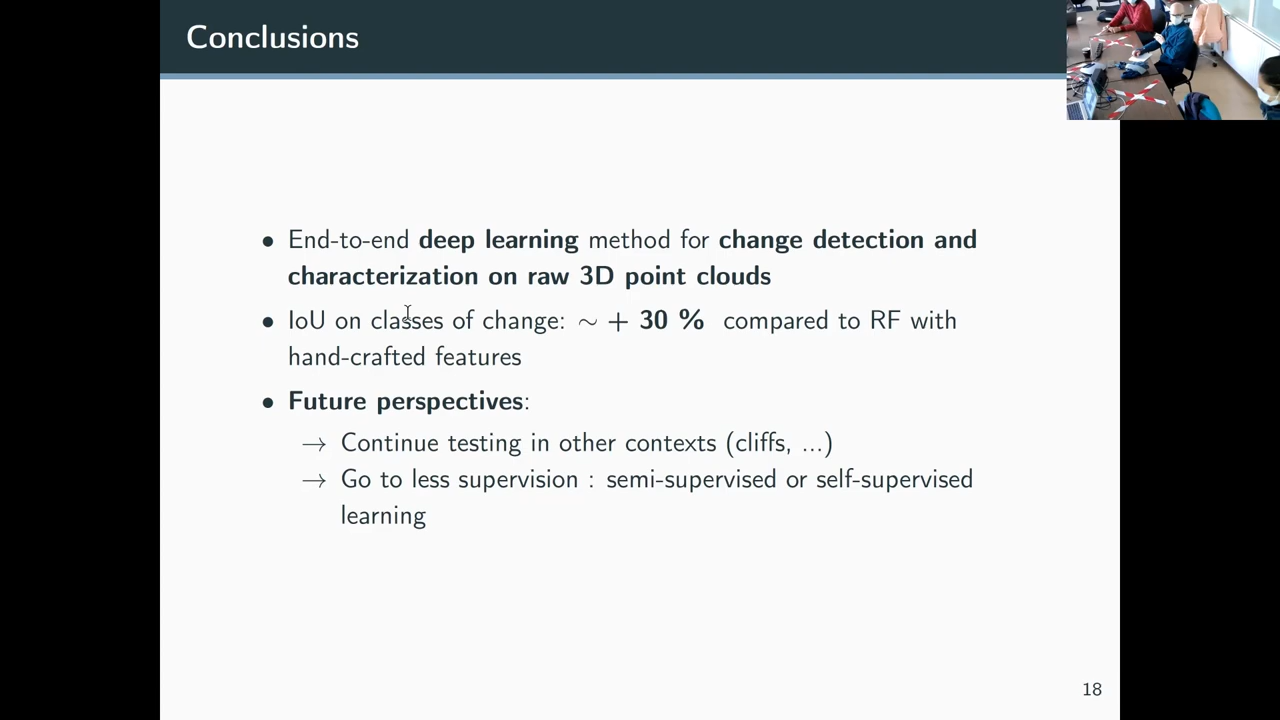 Conclusions
• End-to-end deep learning method for change detection and
characterization on raw 3D point clouds
• IoU on classes of change: ∼ + 30 % compared to RF with
hand-crafted features
• Future perspectives:
→ Continue testing in other contexts (cliffs, ...)
→ Go to less supervision : semi-supervised or self-supervised
learning
18